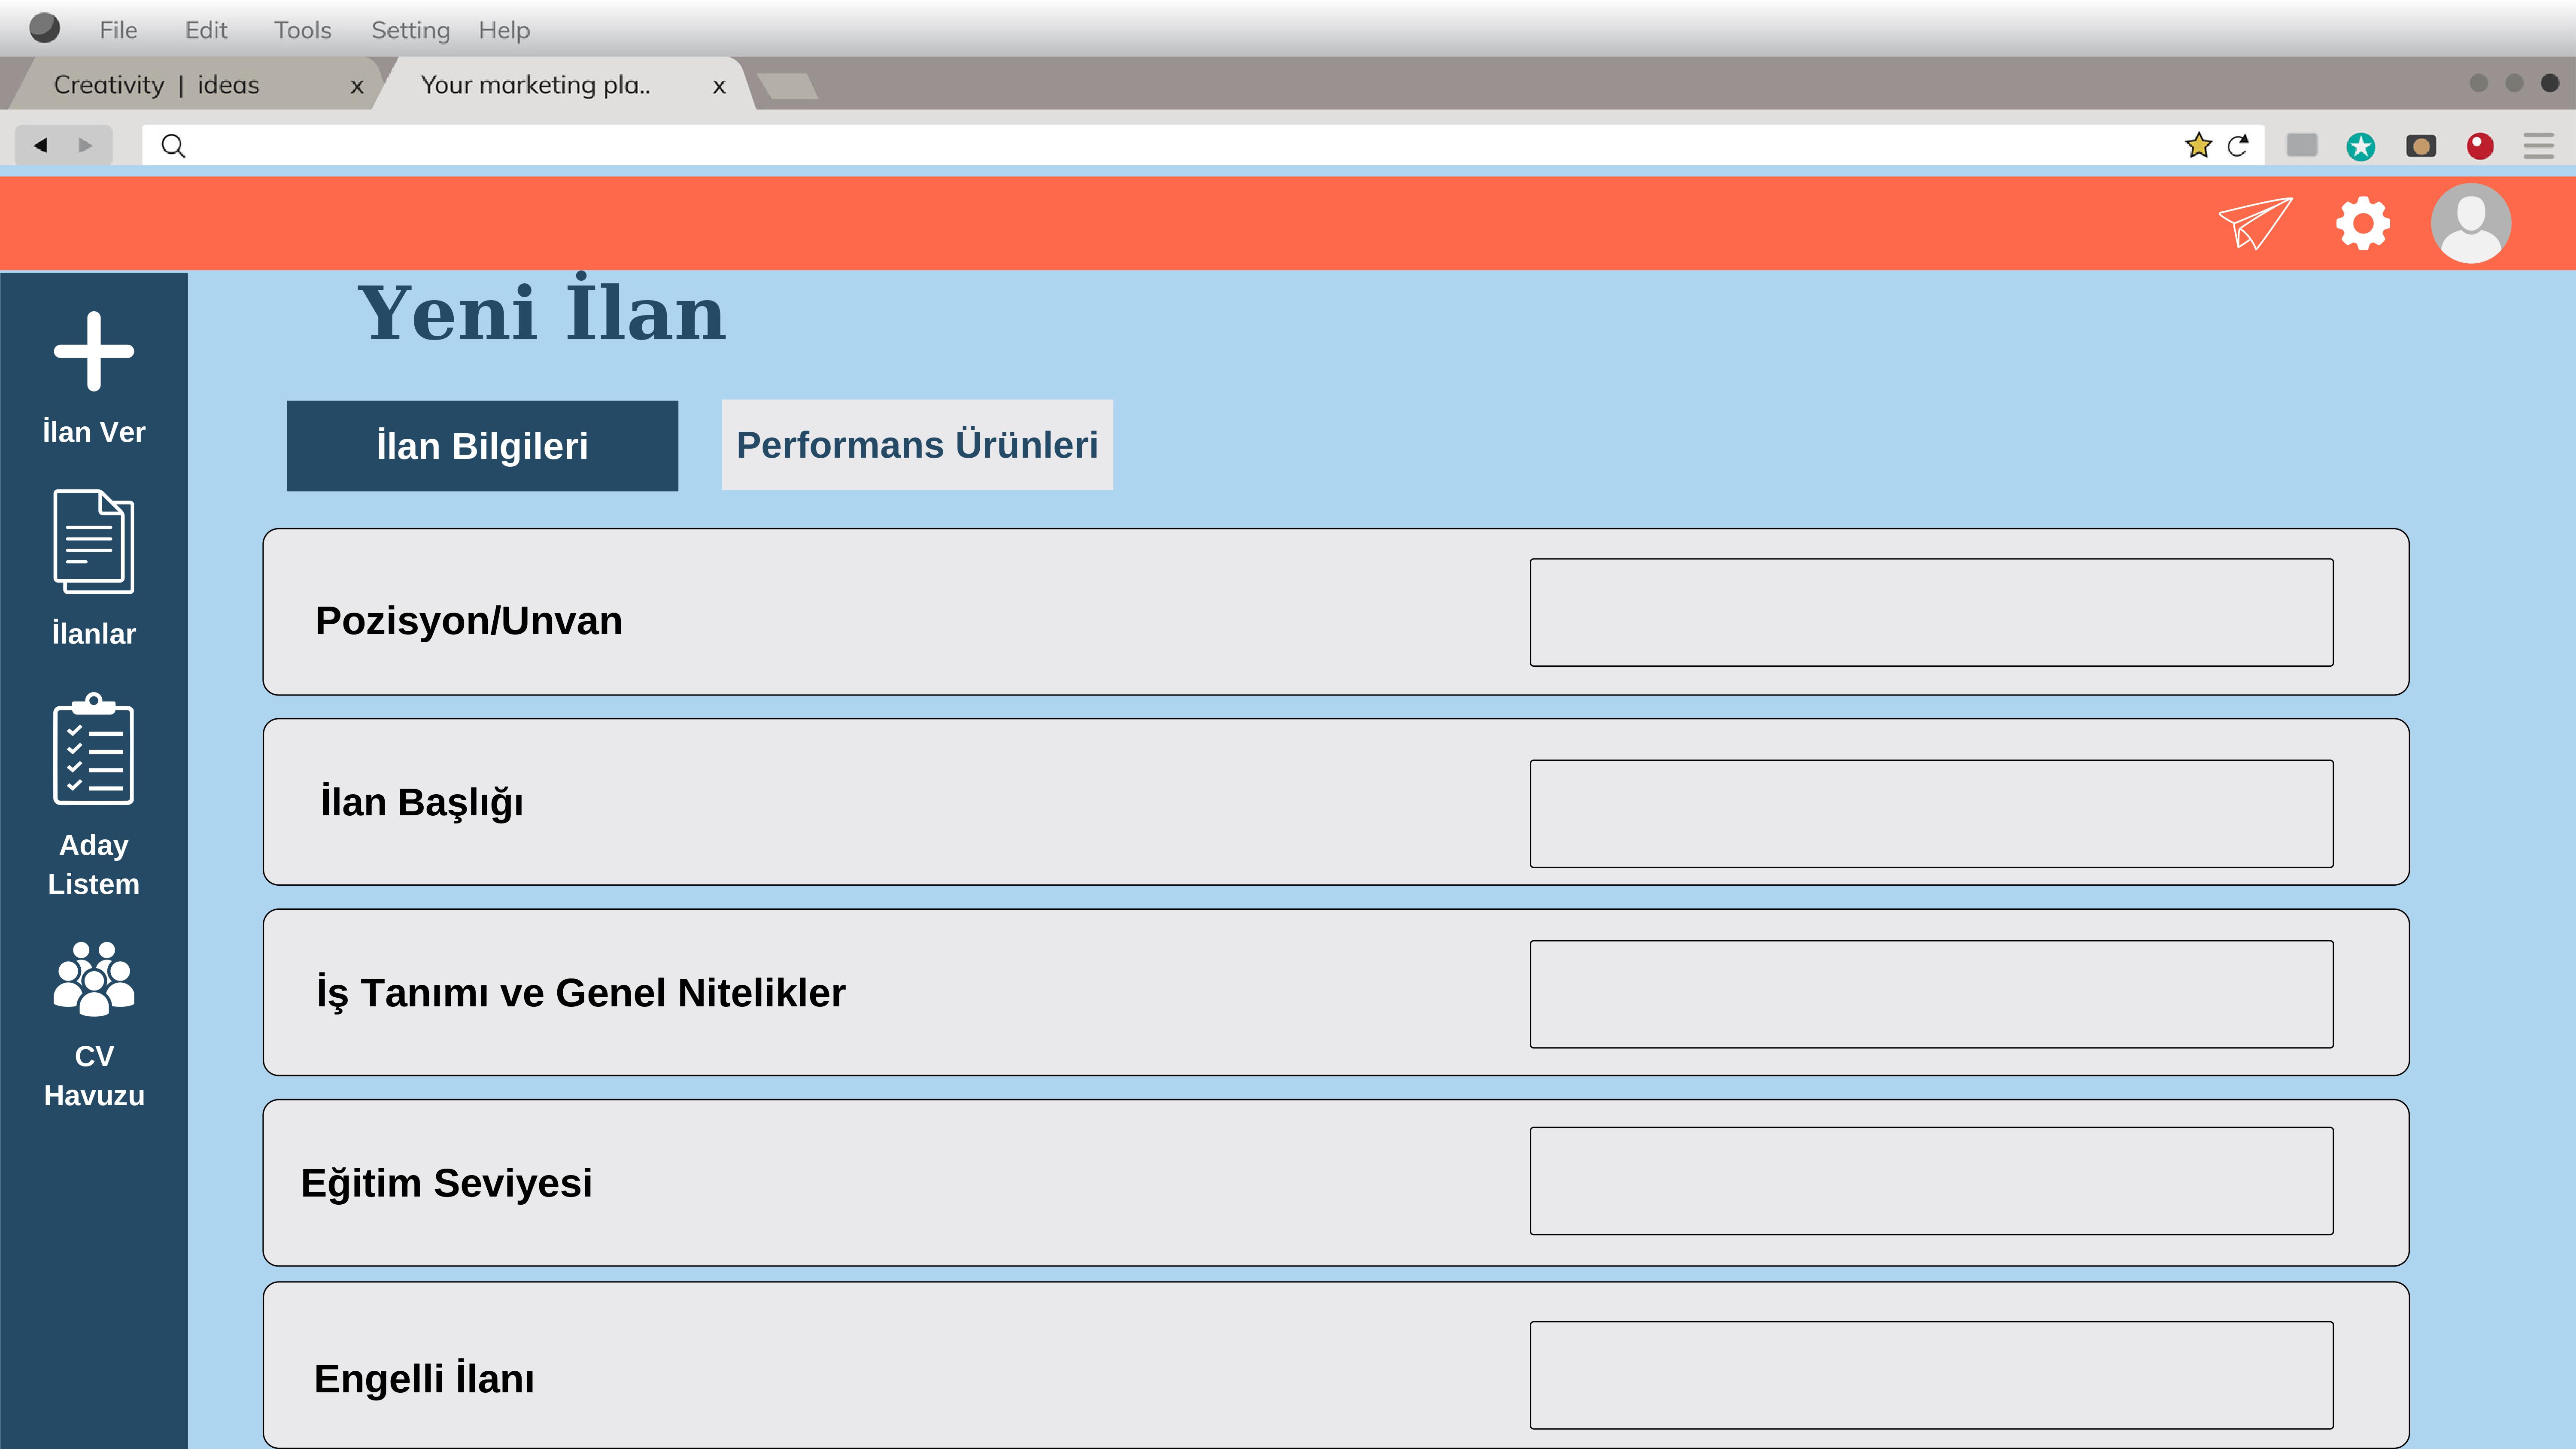 File Edit Tools Setting Help
Creativity | ideas x Your marketing pla.. x
Yeni İlan
İlan Ver
İlan Bilgileri Performans Ürünleri
İlanlar
Pozisyon/Unvan
İlan Başlığı
Aday
Listem
İş Tanımı ve Genel Nitelikler
CV
Havuzu
Eğitim Seviyesi
Engelli İlanı